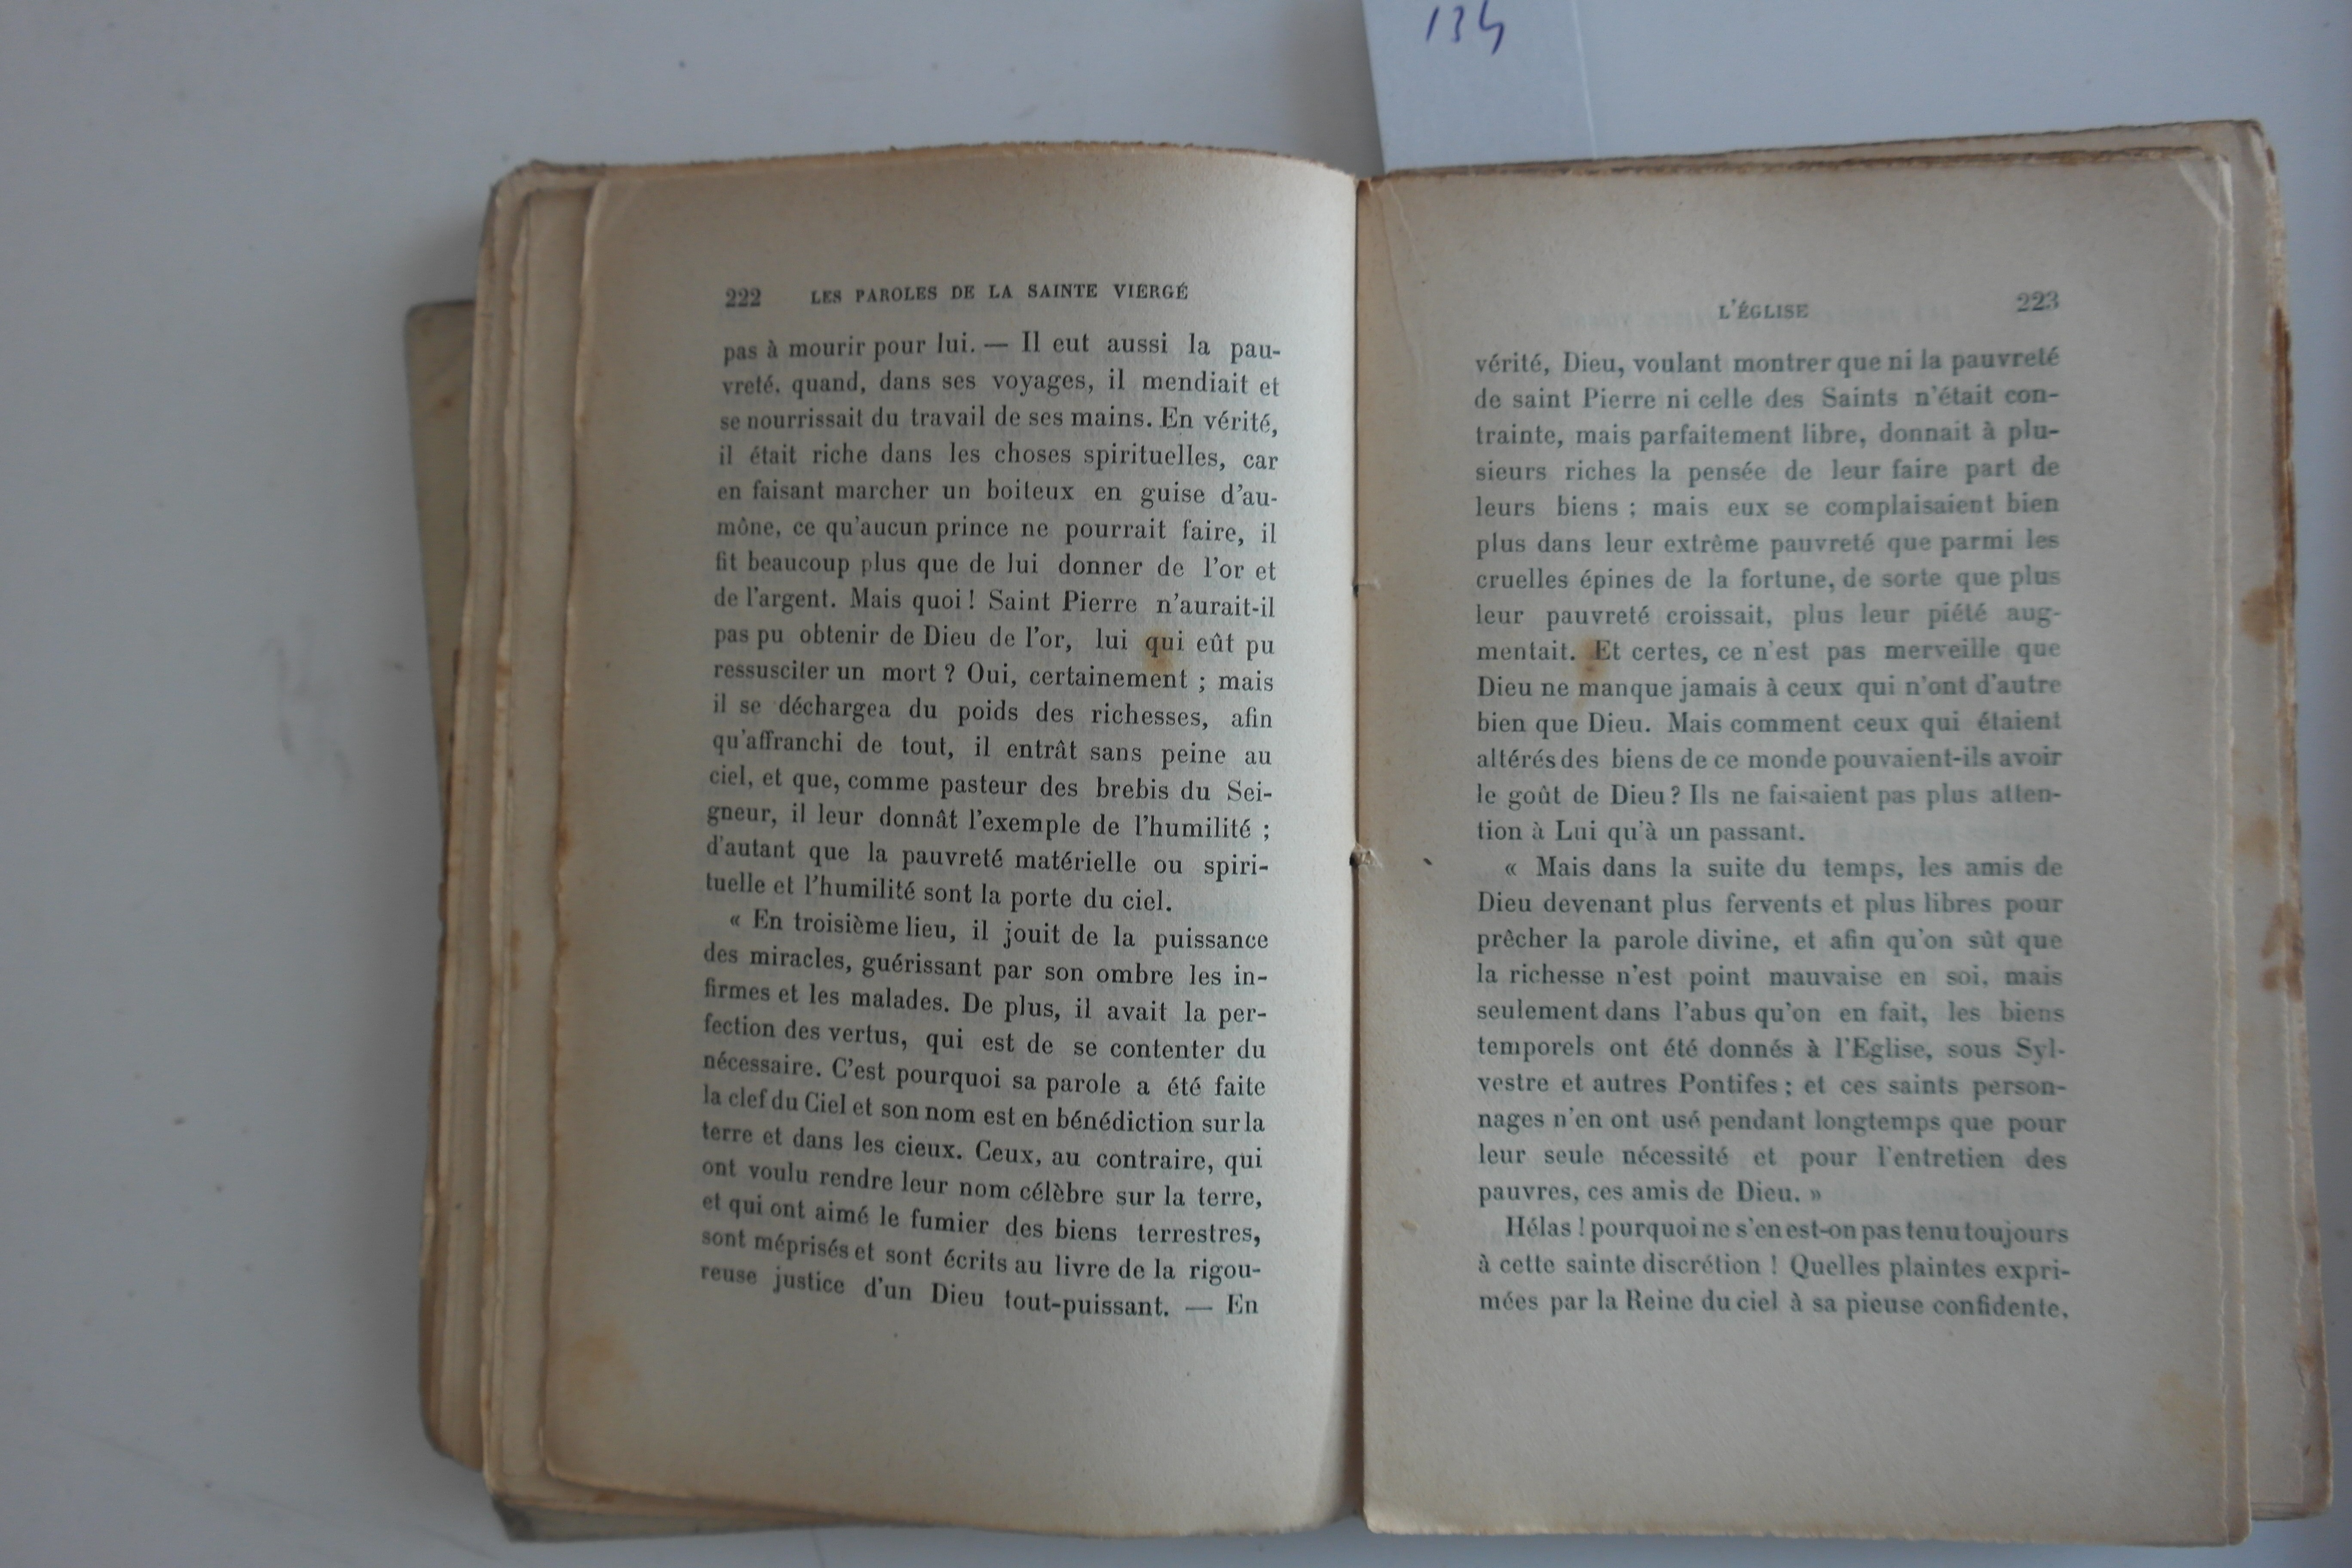 134
222 LES PAROLES DE LA SAINTE VIERGÉ
pas à mourir pour lui. — Il eut aussi la pau-
vreté, quand, dans ses voyages, il mendiait et
se nourrissait du travail de ses mains. En vérité,
il était riche dans les choses spirituelles, car
en faisant marcher un boiteux en guise d'au-
mône, ce qu'aucun prince ne pourrait faire, il
fit beaucoup plus que de lui donner de l'or et
de l'argent. Mais quoi! Saint Pierre n'aurait-il
pas pu obtenir de Dieu de l'or, lui qui eût pu
ressusciter un mort ? Oui, certainement ; mais
il se déchargea du poids des richesses, afin
qu'affranchi de tout, il entrât sans peine au
ciel, et que, comme pasteur des brebis du Sei-
gneur, il leur donnât l'exemple de l'humilité ;
d'autant que la pauvreté matérielle ou spiri-
tuelle et l'humilité sont la porte du ciel.
« En troisième lieu, il jouit de la puissance
des miracles, guérissant par son ombre les in-
firmes et les malades. De plus, il avait la per-
fection des vertus, qui est de se contenter du
nécessaire. C'est pourquoi sa parole a été faite
la clef du Ciel et son nom est en bénédiction sur la
terre et dans les cieux. Ceux, au contraire, qui
ont voulu rendre leur nom célèbre sur la terre,
et qui ont aimé le fumier des biens terrestres,
sont méprisés et sont écrits au livre de la rigou-
reuse justice d'un Dieu tout-puissant. — En
L'ÉGLISE 223
vérité, Dieu, voulant montrer que ni la pauvreté
de saint Pierre ni celle des Saints n'était con-
trainte, mais parfaitement libre, donnait à plu-
sieurs riches la pensée de leur faire part de
leurs biens ; mais eux se complaisaient bien
plus dans leur extrême pauvreté que parmi les
cruelles épines de la fortune, de sorte que plus
leur pauvreté croissait, plus leur piété aug-
mentait. Et certes, ce n'est pas merveille que
Dieu ne manque jamais à ceux qui n'ont d'autre
bien que Dieu. Mais comment ceux qui étaient
altérés des biens de ce monde pouvaient-ils avoir
le goût de Dieu ? Ils ne faisaient pas plus atten-
tion à Lui qu'à un passant.
« Mais dans la suite du temps, les amis de
Dieu devenant plus fervents et plus libres pour
prêcher la parole divine, et afin qu'on sût que
la richesse n'est point mauvaise en soi, mais
seulement dans l'abus qu'on en fait, les biens
temporels ont été donnés à l'Eglise, sous Syl-
vestre et autres Pontifes ; et ces saints person-
nages n'en ont usé pendant longtemps que pour
leur seule nécessité et pour l'entretien des
pauvres, ces amis de Dieu. »
Hélas ! pourquoi ne s'en est-on pas tenu toujours
à cette sainte discrétion ! Quelles plaintes expri-
mées par la Reine du ciel à sa pieuse confidente,